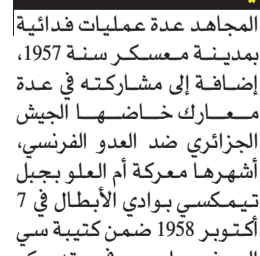 المجاهد عدة عمليات فدائية
بمدينة معسكر سنة 1957،
إضافة إلى مشاركته في عدة
معارك خاضها الجيش
الجزائري ضد العدو الفرنسي،
أشهرها معركة أم العلو بجبل
تيمكسي بوادي الأبطال في 7
أكتوبر 1958 ضمن كتيبة سي